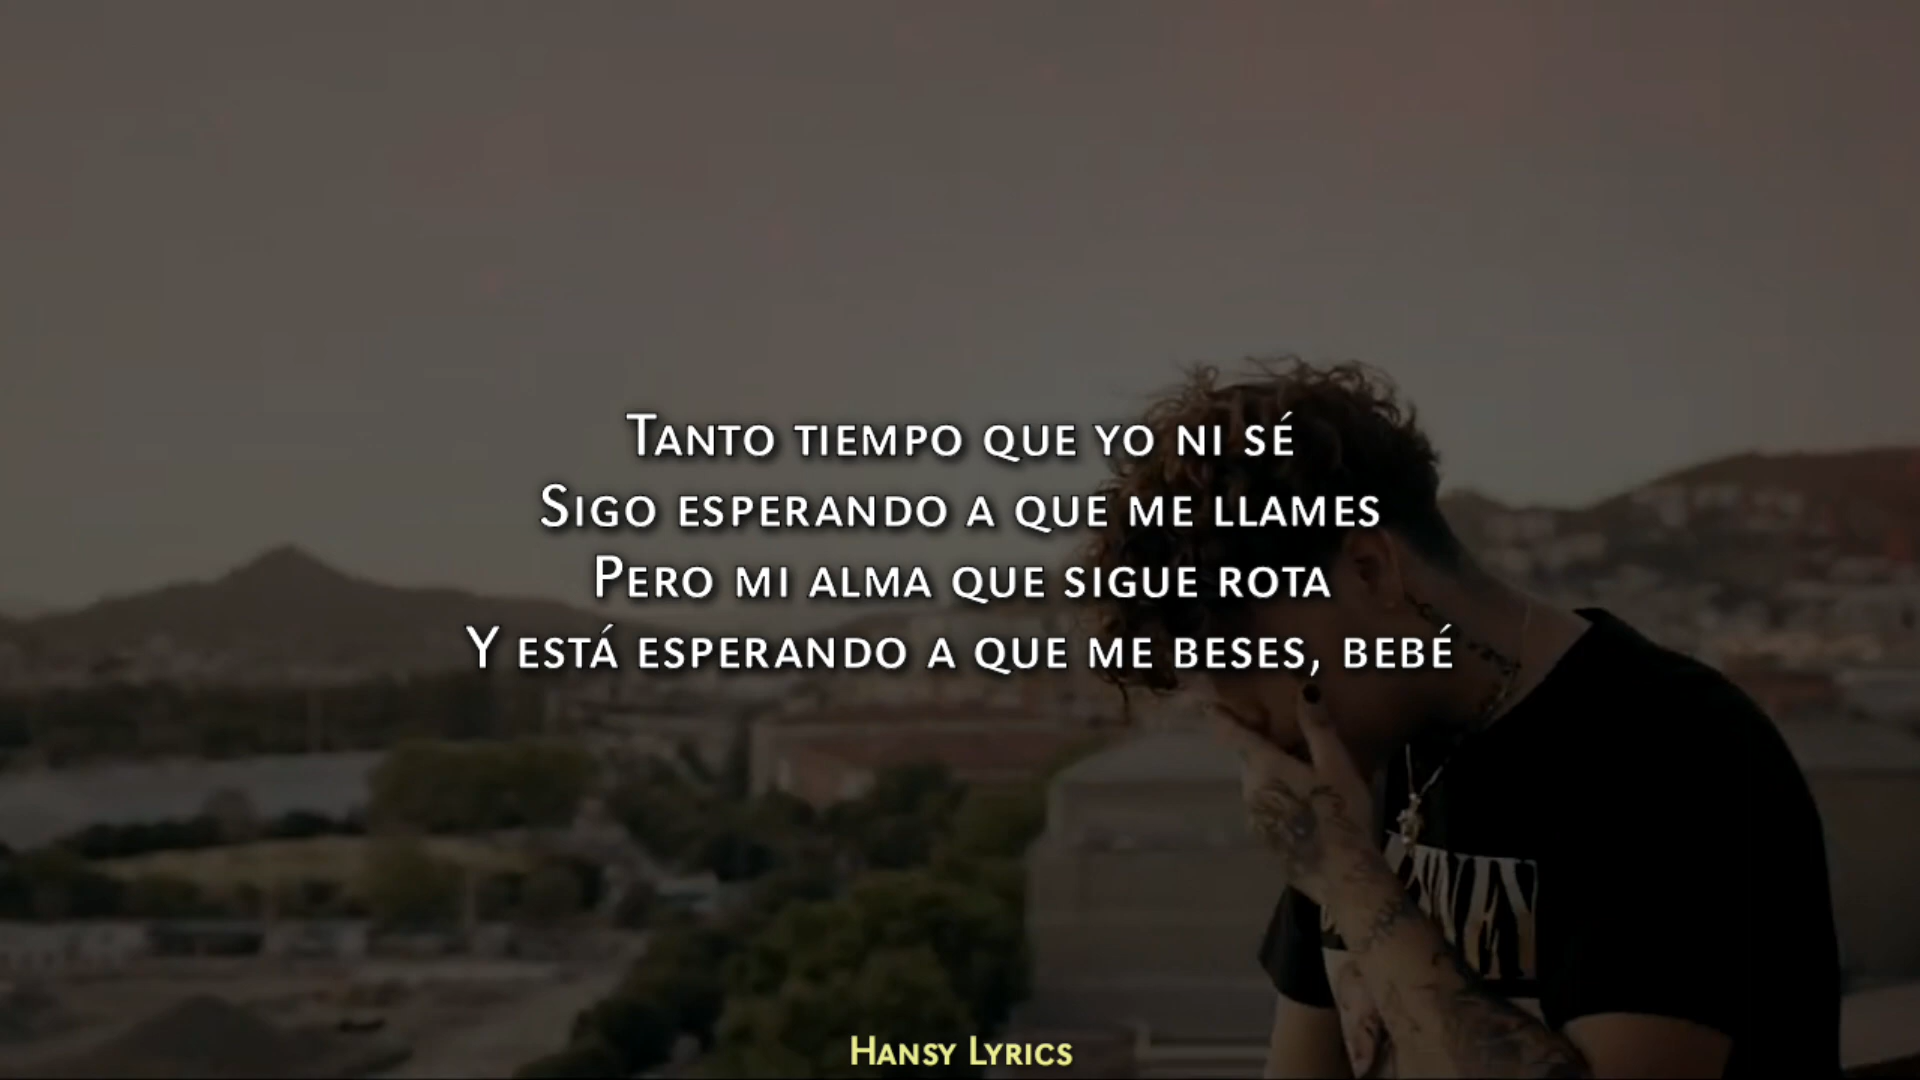 Tanto tiempo que yo ni sé
Sigo esperando a que me llames
Pero mi alma que sigue rota
Y está esperando a que me beses, bebé
Hansy Lyrics